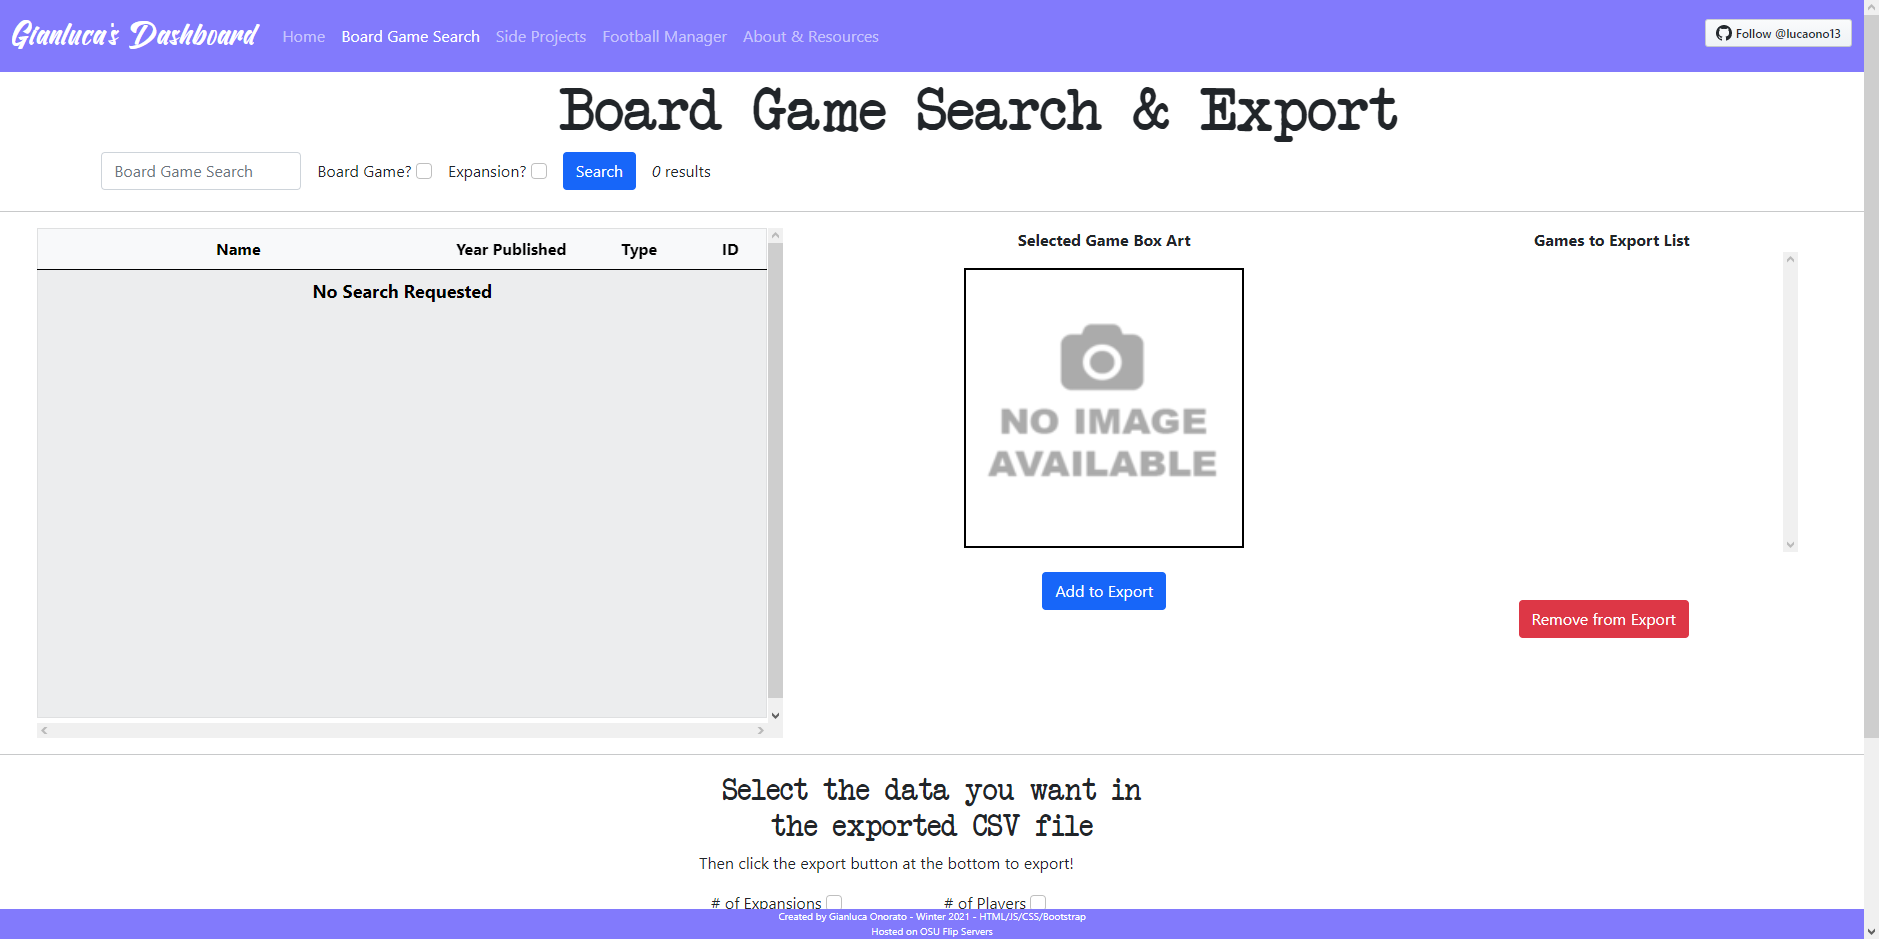 Gianluca's Dashboard Home Board Game Search Side Projects Football Manager About & Resources Follow @lucaono13
Board Game Search & Export
Board Game Search Board Game? Expansion? Search 0 results
Name Year Published Type ID
No Search Requested
Selected Game Box Art
NO IMAGE
AVAILABLE
Add to Export
Games to Export List
Remove from Export
Select the data you want in
the exported CSV file
Then click the export button at the bottom to export!
# of Expansions # of Players
Created by Gianluca Onorato - Winter 2021 - HTML/JS/CSS/Bootstrap
Hosted on OSU Flip Servers